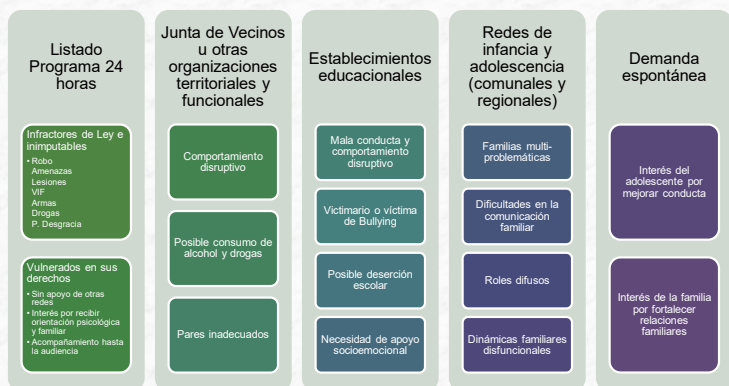 Listado
Programa 24
horas
Infractores de Ley e
inimputables
• Robo
Amenazas
Lesiones
VIF
Armas
Drogas
P. Desgracia
Vulnerados en sus
derechos
• Sin apoyo de otras
redes
• Interés por recibir
orientación psicológica
y familiar
• Acompañamiento hasta
la audiencia
Junta de Vecinos
u otras
organizaciones
territoriales y
funcionales
Comportamiento
disruptivo
Posible consumo de
alcohol y drogas
Pares inadecuados
Establecimientos
educacionales
Mala conducta y
comportamiento
disruptivo
Victimario o víctima
de Bullying
Posible deserción
escolar
Necesidad de apoyo
socioemocional
Redes de
infancia y
adolescencia
(comunales y
regionales)
Familias multi-
problemáticas
Dificultades en la
comunicación
familiar
Roles difusos
Dinámicas familiares
disfuncionales
Demanda
espontánea
Interés del
adolescente por
mejorar conducta
Interés de la familia
por fortalecer
relaciones
familiares